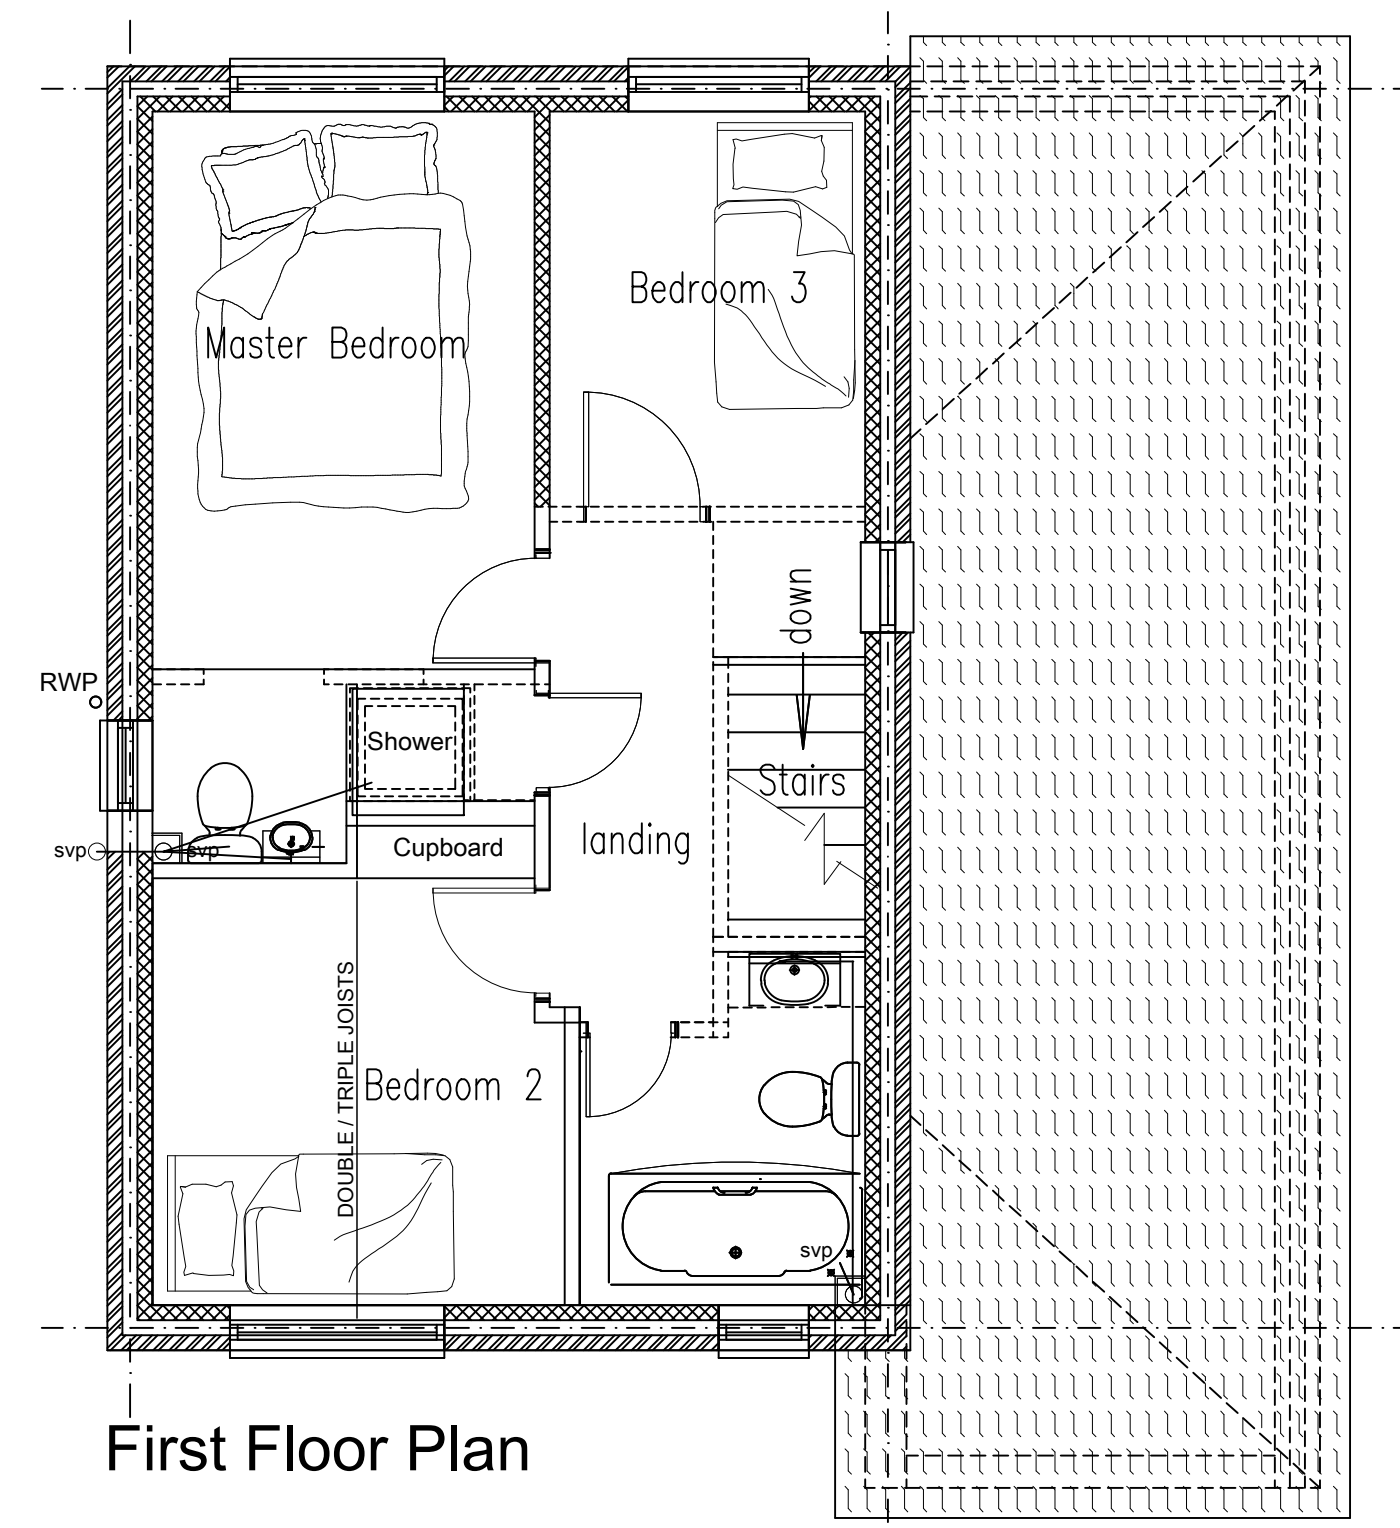 Bedroom 3
Master Bedroom
down
RWP
Shower
Stairs
landing
Cupboard
svp
svp
DOUBLE / TRIPLE JOISTS
Bedroom 2
svp
First Floor Plan